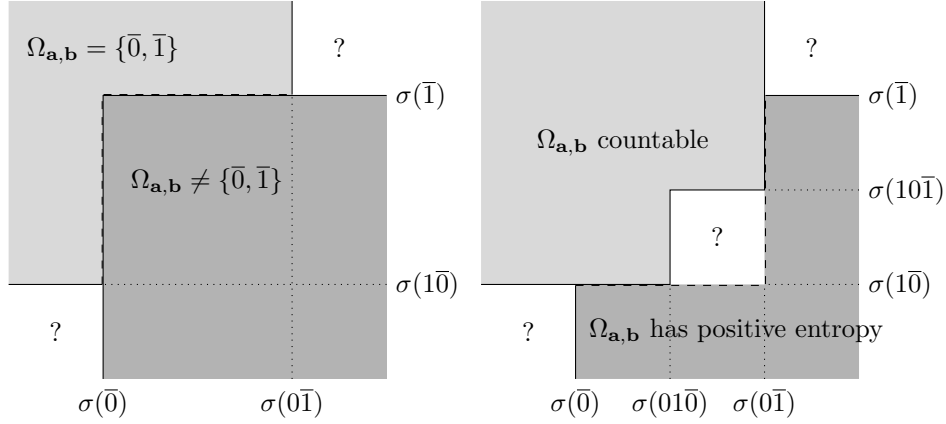 Ω_{𝐚,𝐛} = {0̅, 1̅}
?
σ(1̅)
Ω_{𝐚,𝐛} ≠ {0̅, 1̅}
σ(10̅)
?
σ(0̅)
σ(01̅)
?
σ(1̅)
Ω_{𝐚,𝐛} countable
σ(101̅)
?
σ(10̅)
?
Ω_{𝐚,𝐛} has positive entropy
σ(0̅)
σ(010̅)
σ(01̅)